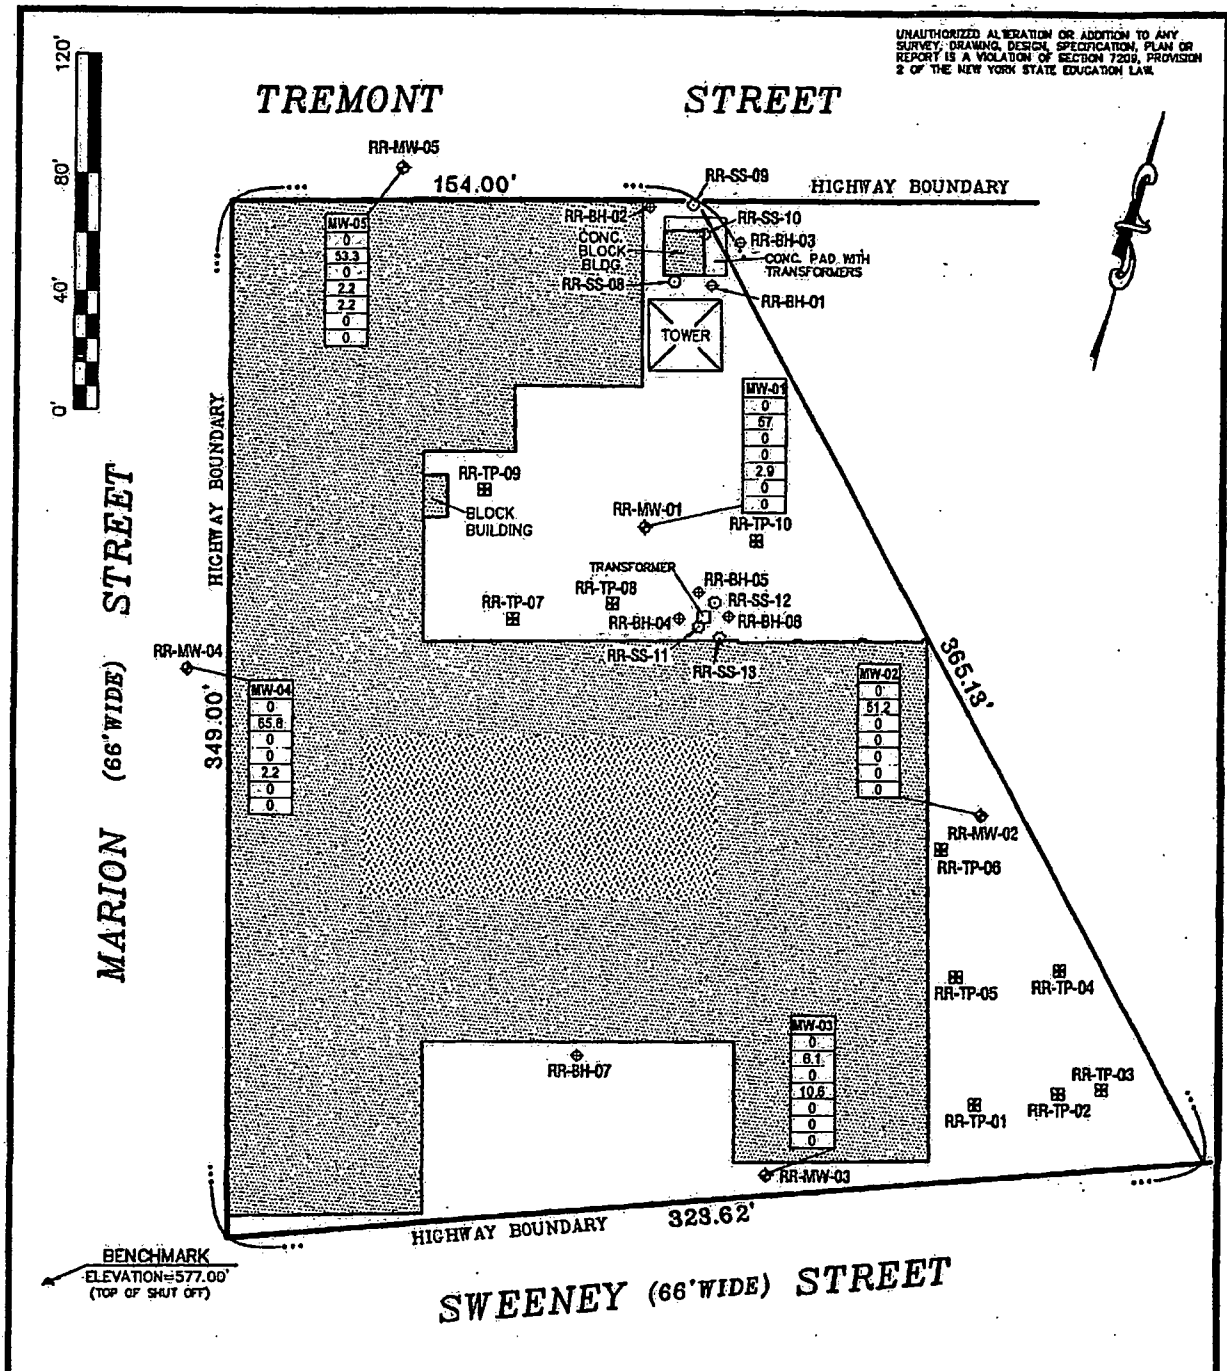 UNAUTHORIZED ALTERATION OR ADDITION TO ANY
SURVEY, DRAWING, DESIGN, SPECIFICATION, PLAN OR
REPORT IS A VIOLATION OF SECTION 7209, PROVISION
2 OF THE NEW YORK STATE EDUCATION LAW.
120'
80'
40'
0'
TREMONT STREET
RR-MW-05
154.00'
RR-SS-09
HIGHWAY BOUNDARY
RR-BH-02
RR-SS-10
CONC.
BLOCK
BLDG.
RR-BH-03
CONC. PAD WITH
TRANSFORMERS
RR-SS-08
RR-BH-01
MW-05
0
53.3
0
2.2
2.2
0
0
TOWER
MW-01
0
57
0
0
2.9
0
0
HIGHWAY BOUNDARY
RR-TP-09
BLOCK
BUILDING
RR-MW-01
RR-TP-10
TRANSFORMER
RR-BH-05
RR-TP-08
RR-SS-12
RR-TP-07
RR-BH-04
RR-BH-06
RR-SS-11
RR-SS-13
MARION (66'WIDE) STREET
RR-MW-04
349.00'
MW-04
0
65.8
0
0
2.2
0
0
MW-02
0
51.2
0
0
0
0
0
365.13'
RR-MW-02
RR-TP-06
RR-TP-05
RR-TP-04
MW-03
0
6.1
0
10.6
0
0
0
RR-BH-07
RR-TP-03
RR-TP-02
RR-TP-01
RR-MW-03
HIGHWAY BOUNDARY
323.62'
BENCHMARK
ELEVATION=577.00'
(TOP OF SHUT OFF)
SWEENEY (66'WIDE) STREET